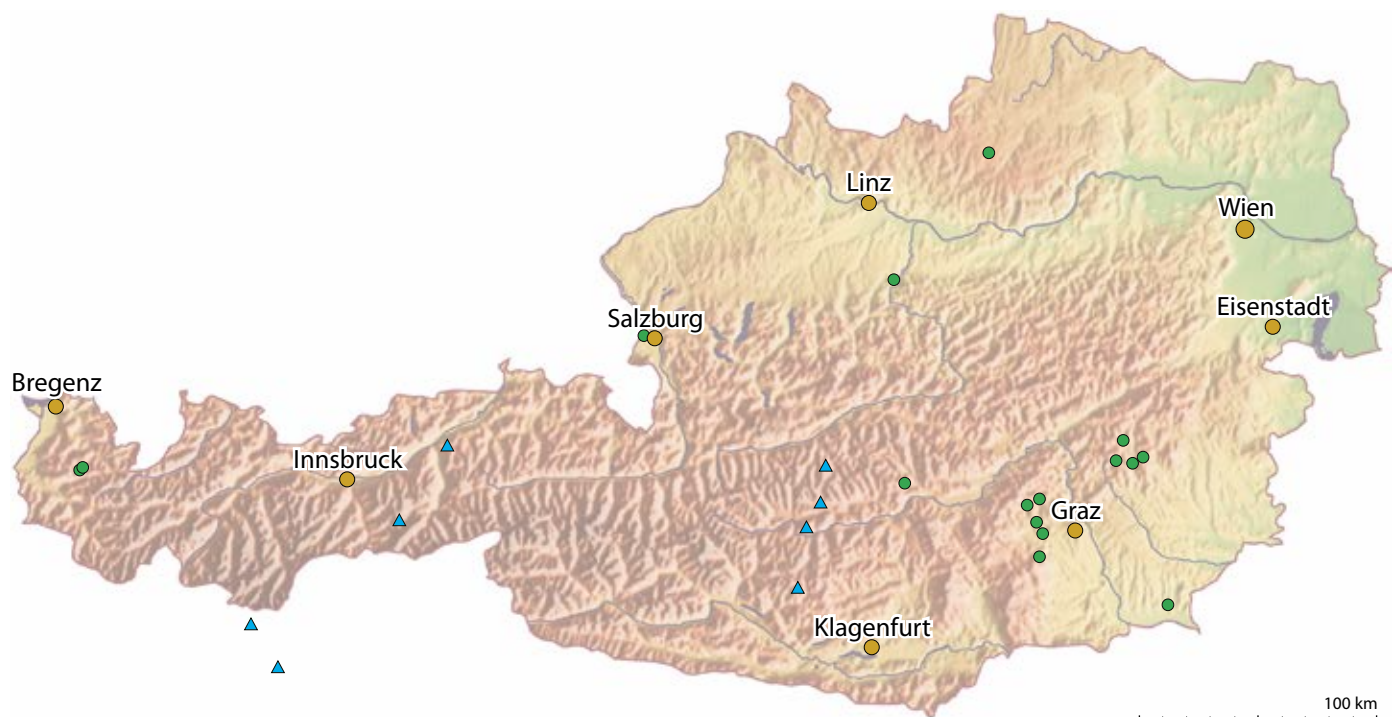 Linz
Wien
Eisenstadt
Salzburg
Bregenz
Innsbruck
Graz
Klagenfurt
100 km